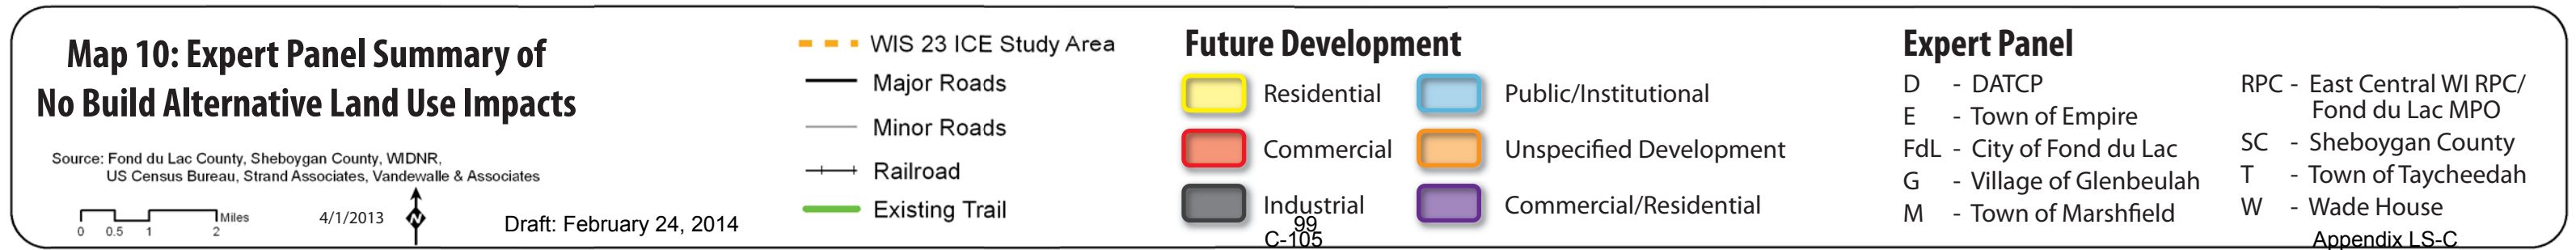 Map 10: Expert Panel Summary of
No Build Alternative Land Use Impacts
Source: Fond du Lac County, Sheboygan County, WIDNR,
US Census Bureau, Strand Associates, Vandewalle & Associates
0 0.5 1 2 Miles
4/1/2013
N
Draft: February 24, 2014
WIS 23 ICE Study Area
Major Roads
Minor Roads
Railroad
Existing Trail
Future Development
Residential
Commercial
Industrial
Public/Institutional
Unspecified Development
Commercial/Residential
99
C-105
Expert Panel
D - DATCP
E - Town of Empire
FdL - City of Fond du Lac
G - Village of Glenbeulah
M - Town of Marshfield
RPC - East Central WI RPC/
Fond du Lac MPO
SC - Sheboygan County
T - Town of Taycheedah
W - Wade House
Appendix LS-C